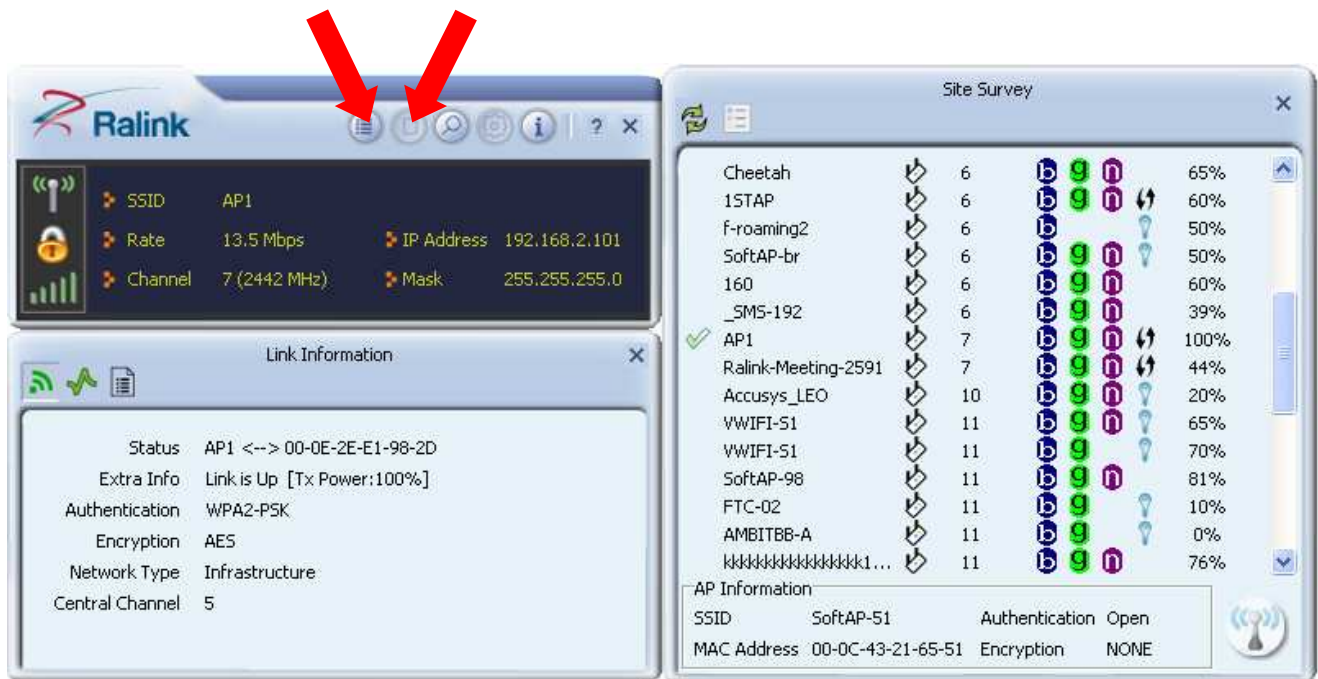 Ralink
? ×
SSID AP1
Rate 13.5 Mbps IP Address 192.168.2.101
Channel 7 (2442 MHz) Mask 255.255.255.0
Link Information
Status AP1 <--> 00-0E-2E-E1-98-2D
Extra Info Link is Up [Tx Power:100%]
Authentication WPA2-PSK
Encryption AES
Network Type Infrastructure
Central Channel 5
Site Survey
Cheetah 6 b g n 65%
1STAP 6 b g n 60%
f-roaming2 6 b 50%
SoftAP-br 6 b g n 50%
160 6 b g n 60%
_SMS-192 6 b g n 39%
AP1 7 b g n 100%
Ralink-Meeting-2591 7 b g n 44%
Accusys_LEO 10 b g n 20%
VWIFI-S1 11 b g n 65%
VWIFI-S1 11 b g 70%
SoftAP-98 11 b g n 81%
FTC-02 11 b g 10%
AMBITBB-A 11 b g 0%
kkkkkkkkkkkkkkkk1... 11 b g n 76%
AP Information
SSID SoftAP-51 Authentication Open
MAC Address 00-0C-43-21-65-51 Encryption NONE